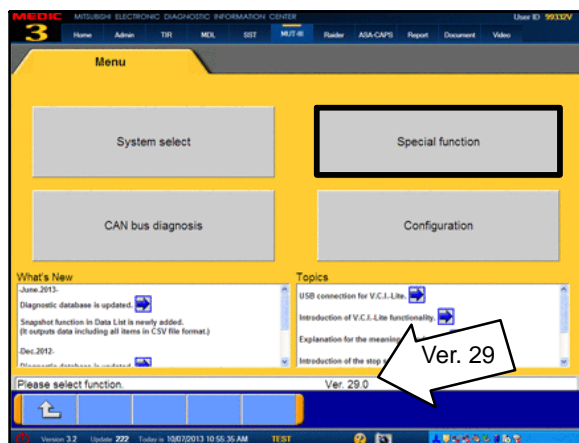 MEDIC MITSUBISHI ELECTRONIC DIAGNOSTIC INFORMATION CENTER User ID 99332V
3 Home Admin TIR MDL SST MUT-III Raider ASA-CAPS Report Document Video
Menu
System select
Special function
CAN bus diagnosis
Configuration
What's New
-June.2013-
Diagnostic database is updated.
Snapshot function in Data List is newly added.
(It outputs data including all items in CSV file format.)
-Dec.2012-
Diagnostic database is updated.
Topics
USB connection for V.C.I.-Lite.
Introduction of V.C.I.-Lite functionality.
Explanation for the meaning
Introduction of the stop
Ver. 29
Please select function.
Ver. 29.0
Version 3.2 Update 222 Today is 10/07/2013 10:55:35 AM TEST